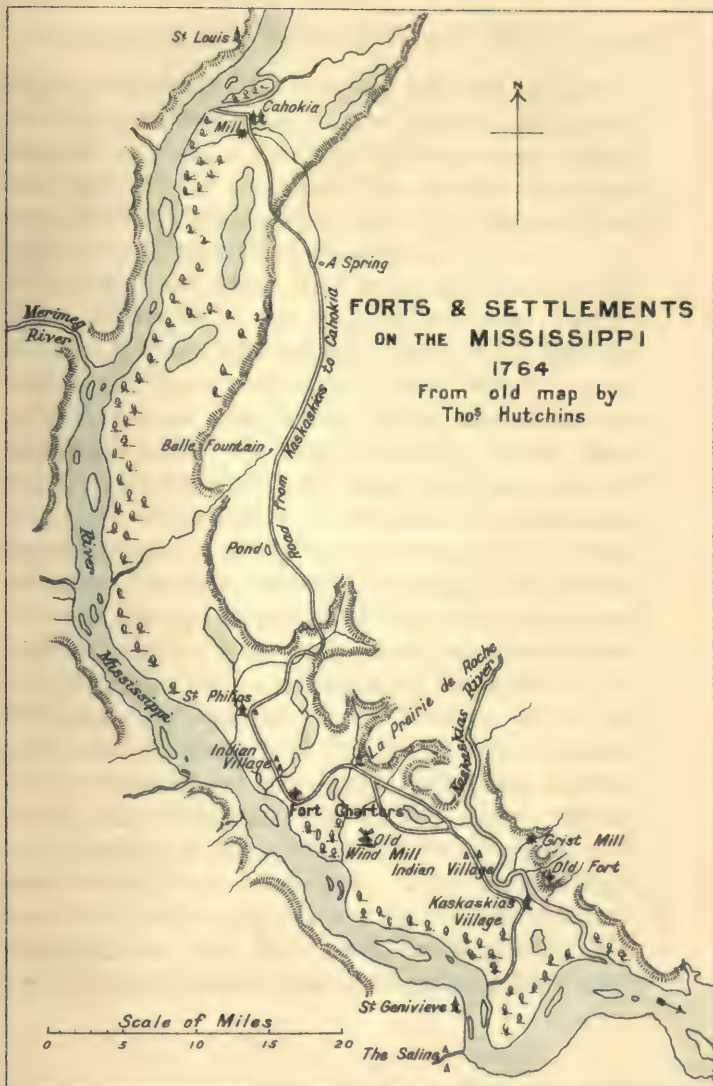 St Louis
N
Cahokia
Mill
A Spring
FORTS & SETTLEMENTS
ON THE MISSISSIPPI
1764
From old map by
Thos Hutchins
Merimeg
River
Road from Kaskaskias to Cahokia
Belle Fountain
Pond
River
Mississippi
La Prairie de Roche
Kaskaskias River
St Philips
Indian
Village
Fort Charters
Old
Wind Mill
Grist Mill
Indian Village
Old Fort
Kaskaskias
Village
St Genivieve
Scale of Miles
0 5 10 15 20
The Saline